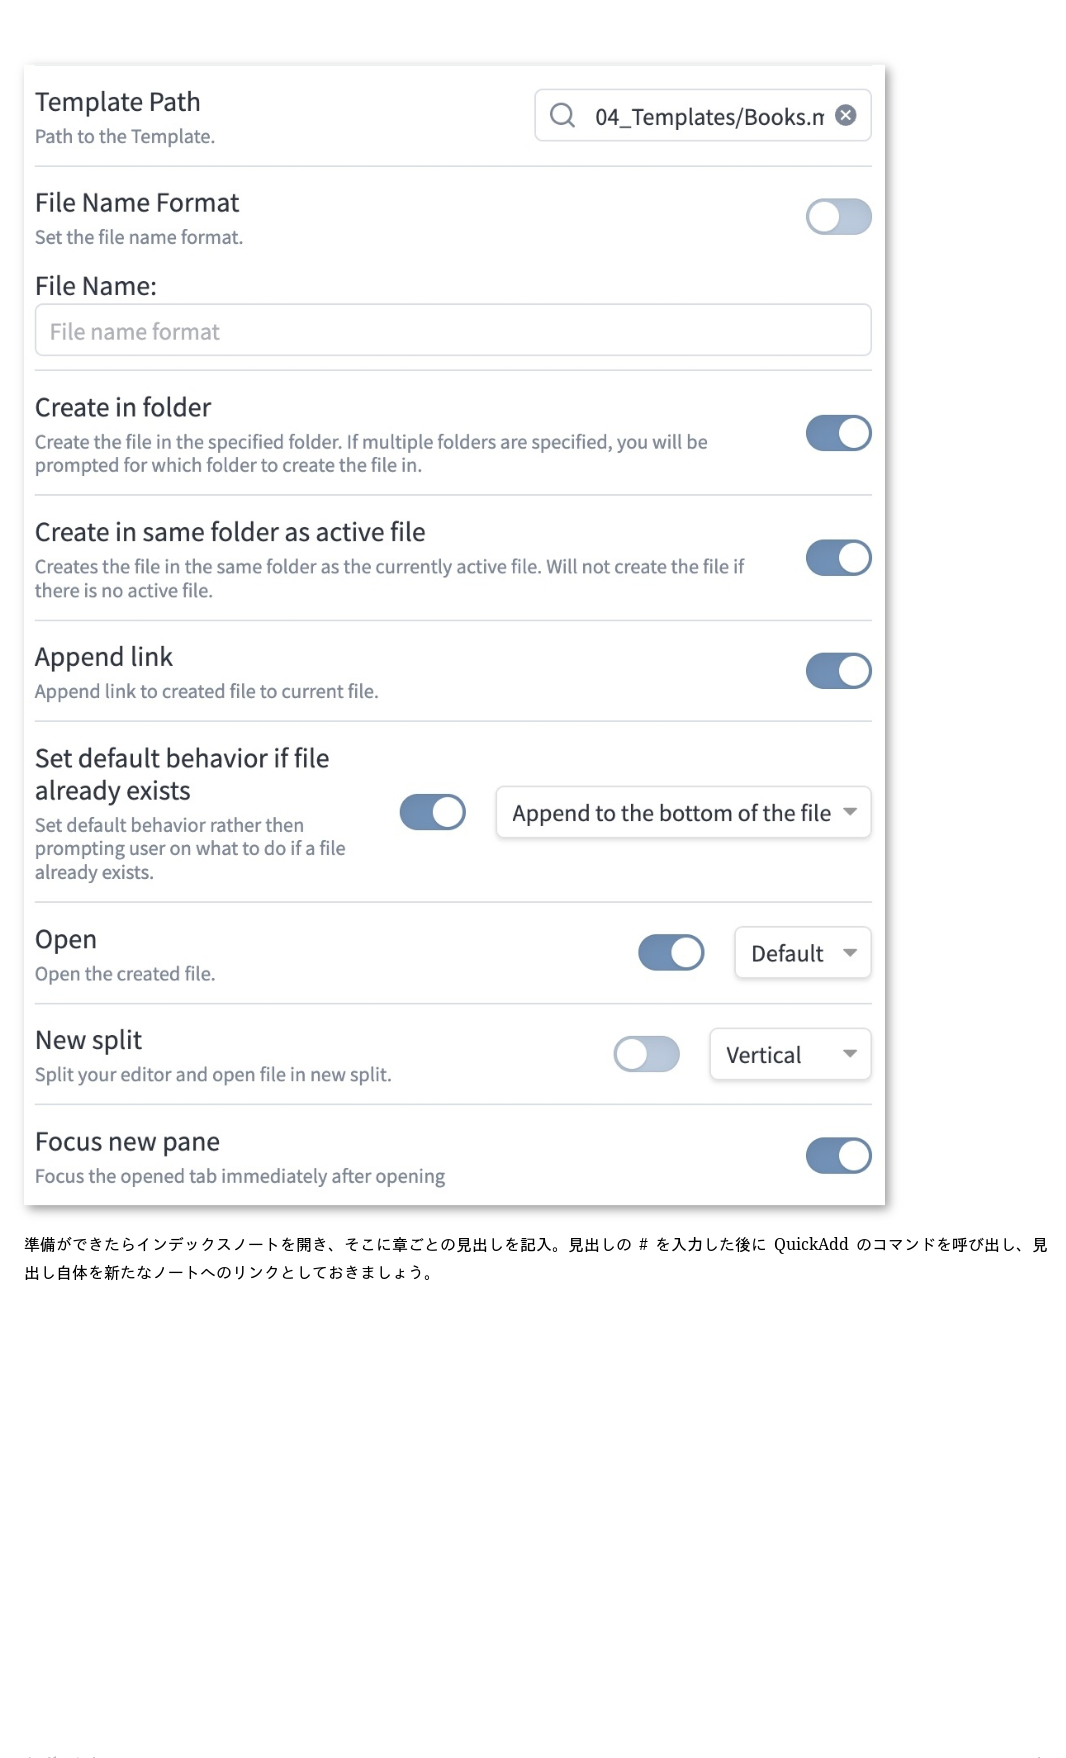 Template Path
Path to the Template.
04_Templates/Books.m
File Name Format
Set the file name format.
File Name:
File name format
Create in folder
Create the file in the specified folder. If multiple folders are specified, you will be
prompted for which folder to create the file in.
Create in same folder as active file
Creates the file in the same folder as the currently active file. Will not create the file if
there is no active file.
Append link
Append link to created file to current file.
Set default behavior if file
already exists
Set default behavior rather then
prompting user on what to do if a file
already exists.
Append to the bottom of the file
Open
Open the created file.
Default
New split
Split your editor and open file in new split.
Vertical
Focus new pane
Focus the opened tab immediately after opening
準備ができたらインデックスノートを開き、そこに章ごとの見出しを記入。見出しの # を入力した後に QuickAdd のコマンドを呼び出し、見
出し自体を新たなノートへのリンクとしておきましょう。